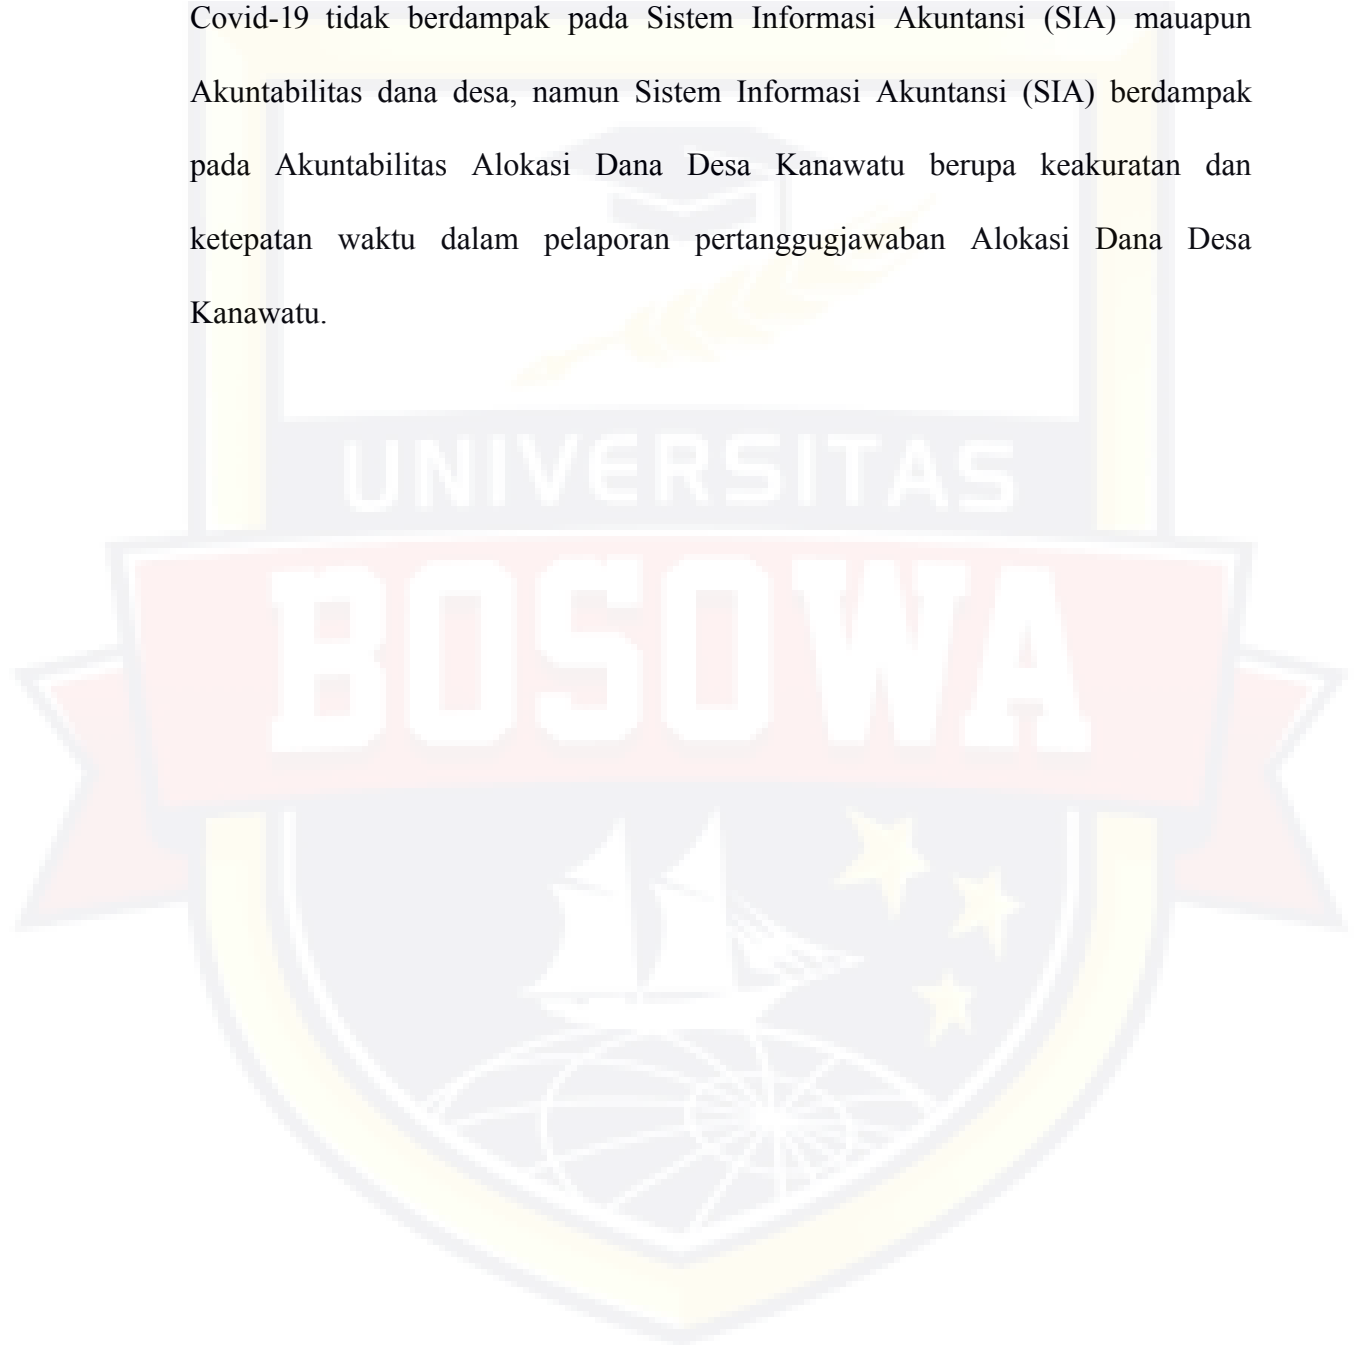 Covid-19 tidak berdampak pada Sistem Informasi Akuntansi (SIA) mauapun
Akuntabilitas dana desa, namun Sistem Informasi Akuntansi (SIA) berdampak
pada Akuntabilitas Alokasi Dana Desa Kanawatu berupa keakuratan dan
ketepatan waktu dalam pelaporan pertanggugjawaban Alokasi Dana Desa
Kanawatu.
UNIVERSITAS
BOSOWA